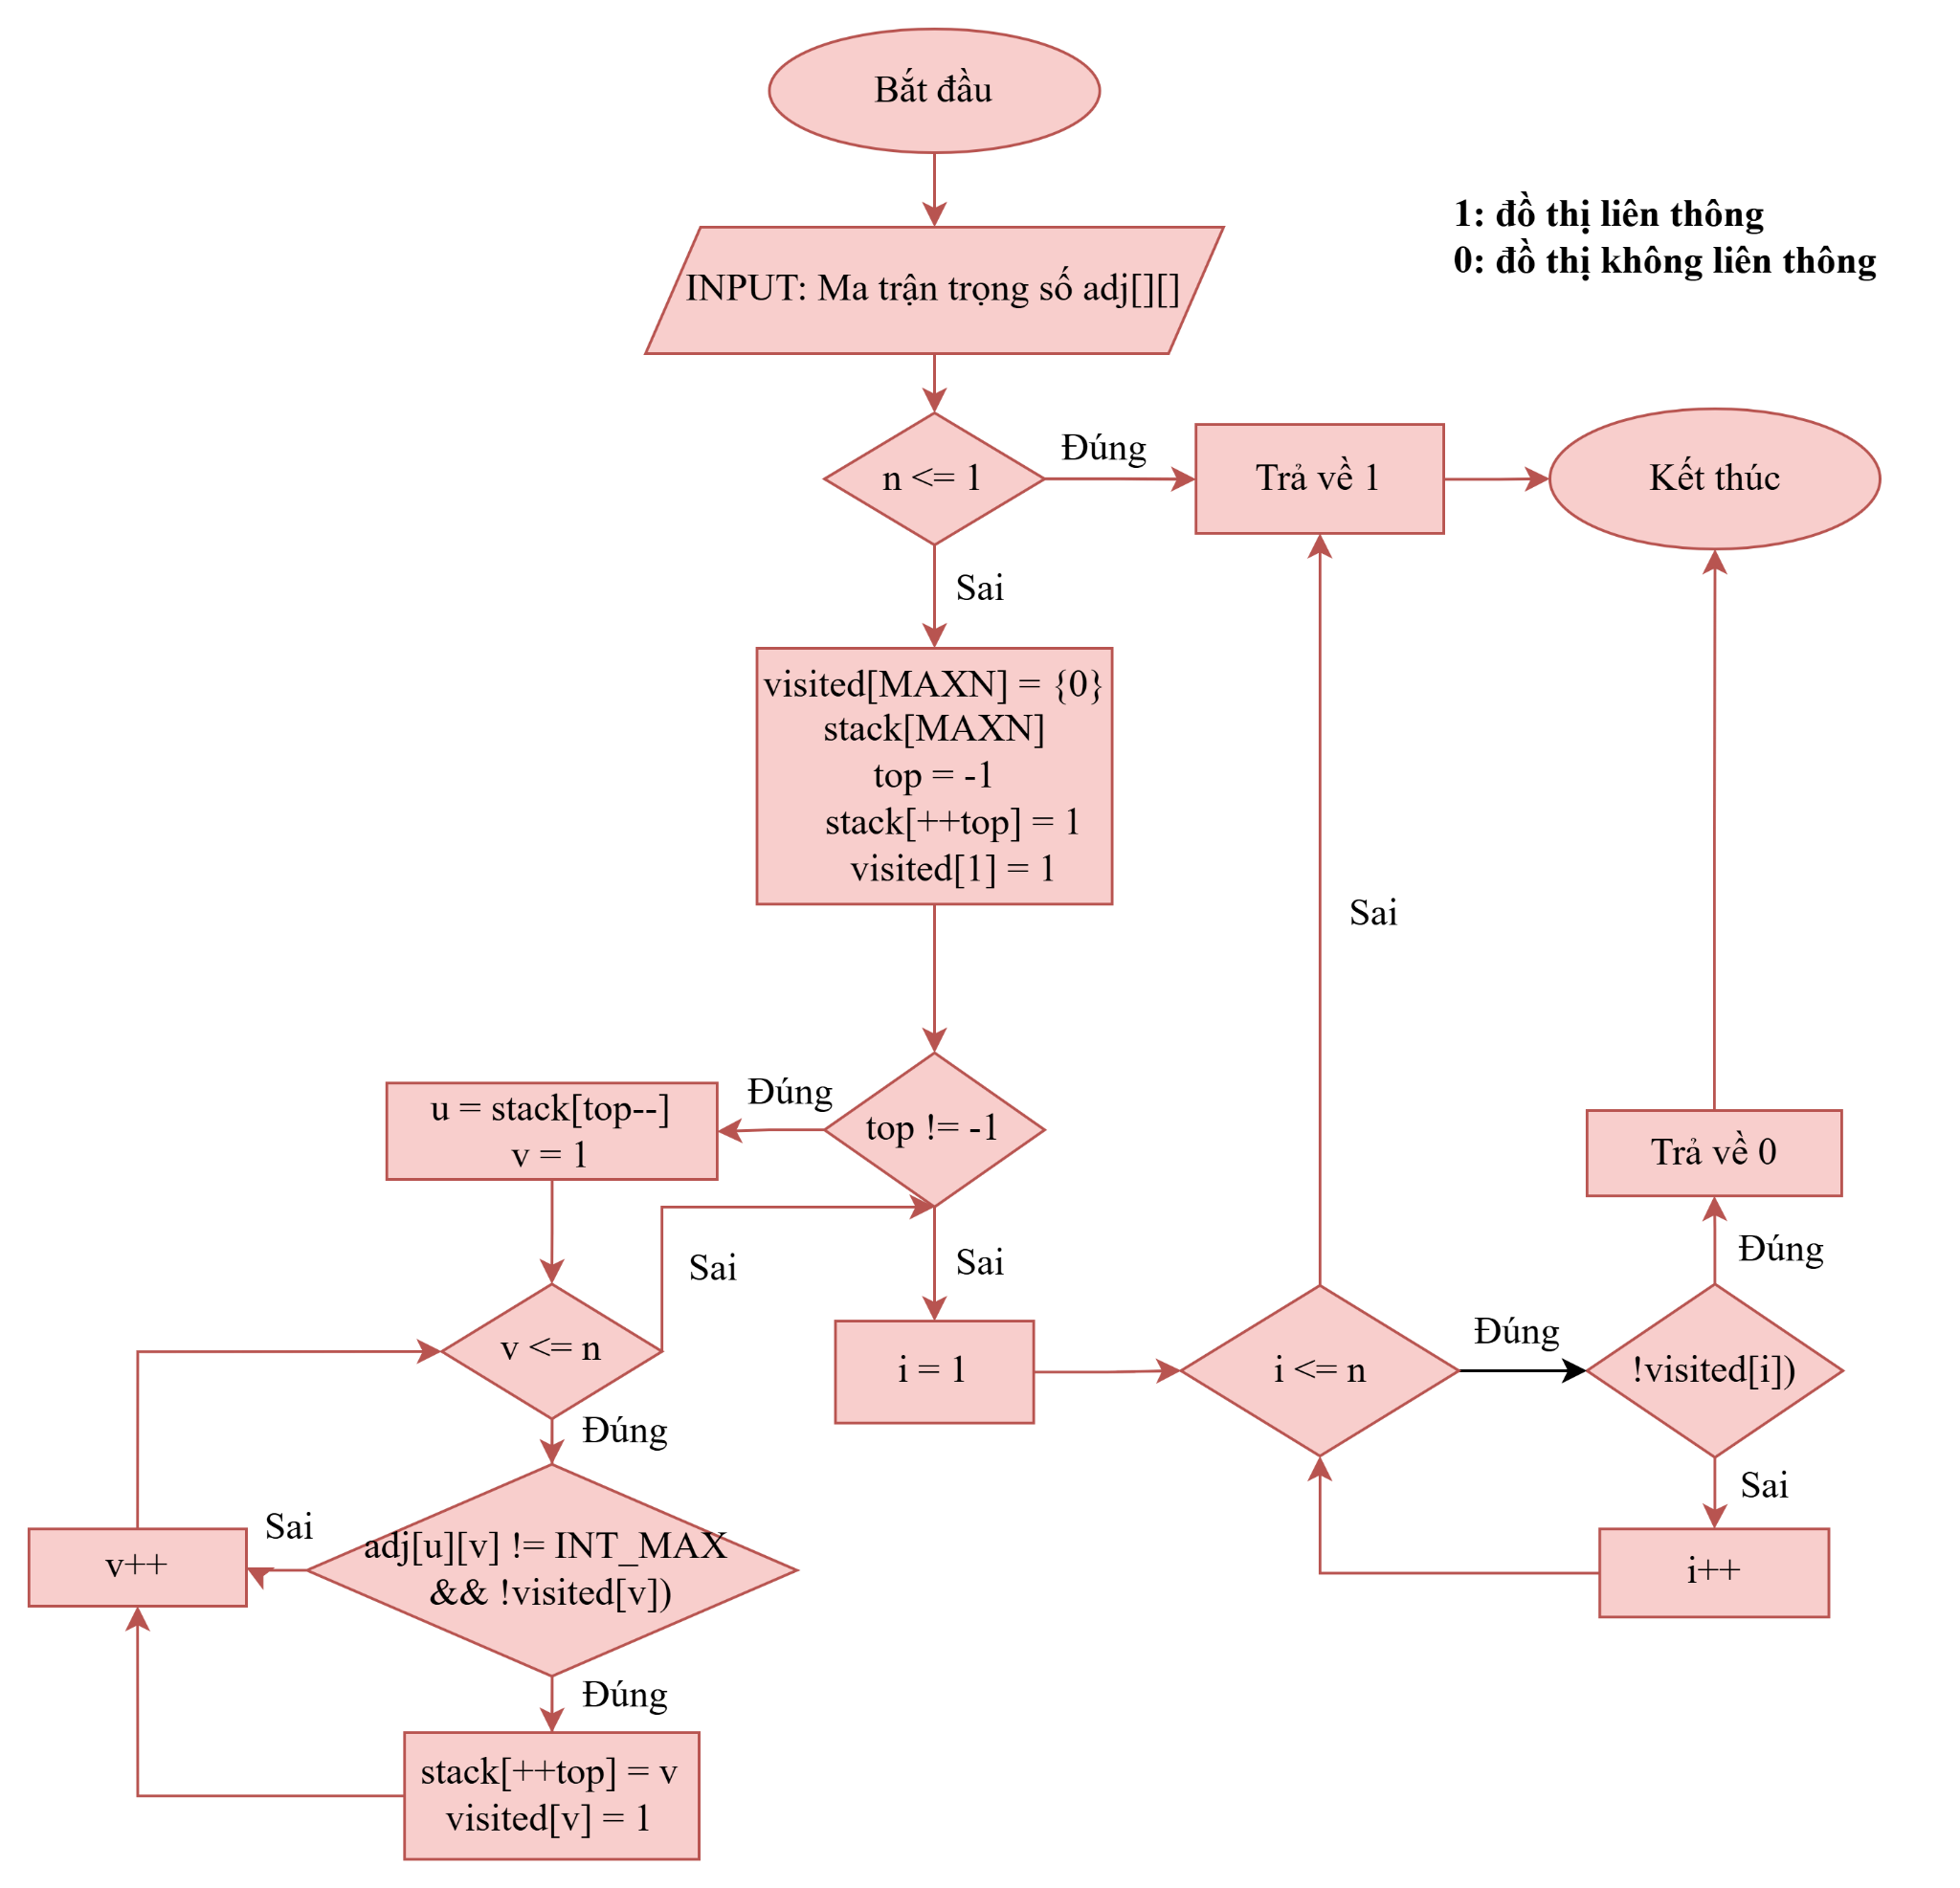 Bắt đầu
1: đồ thị liên thông
0: đồ thị không liên thông
INPUT: Ma trận trọng số adj[][]
n <= 1
Đúng
Trả về 1
Kết thúc
Sai
visited[MAXN] = {0}
stack[MAXN]
top = -1
stack[++top] = 1
visited[1] = 1
Sai
top != -1
Đúng
u = stack[top--]
v = 1
Sai
Sai
v <= n
Đúng
i = 1
i <= n
Đúng
!visited[i])
Đúng
Trả về 0
Sai
i++
adj[u][v] != INT_MAX
&& !visited[v])
Sai
v++
Đúng
stack[++top] = v
visited[v] = 1